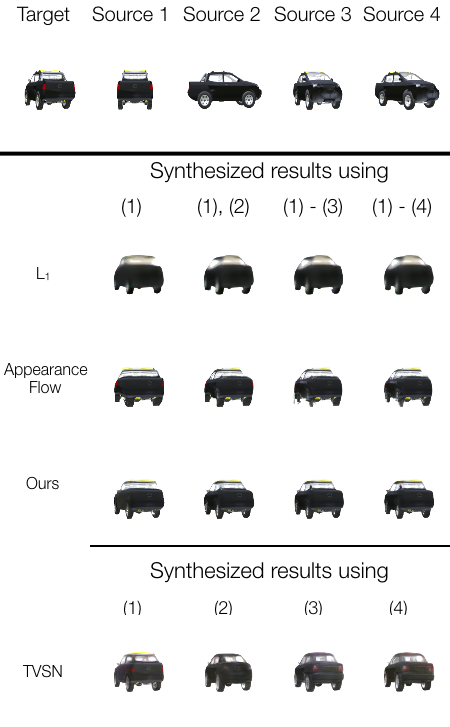 Target Source 1 Source 2 Source 3 Source 4
Synthesized results using
(1) (1), (2) (1) - (3) (1) - (4)
L₁
Appearance
Flow
Ours
Synthesized results using
(1) (2) (3) (4)
TVSN